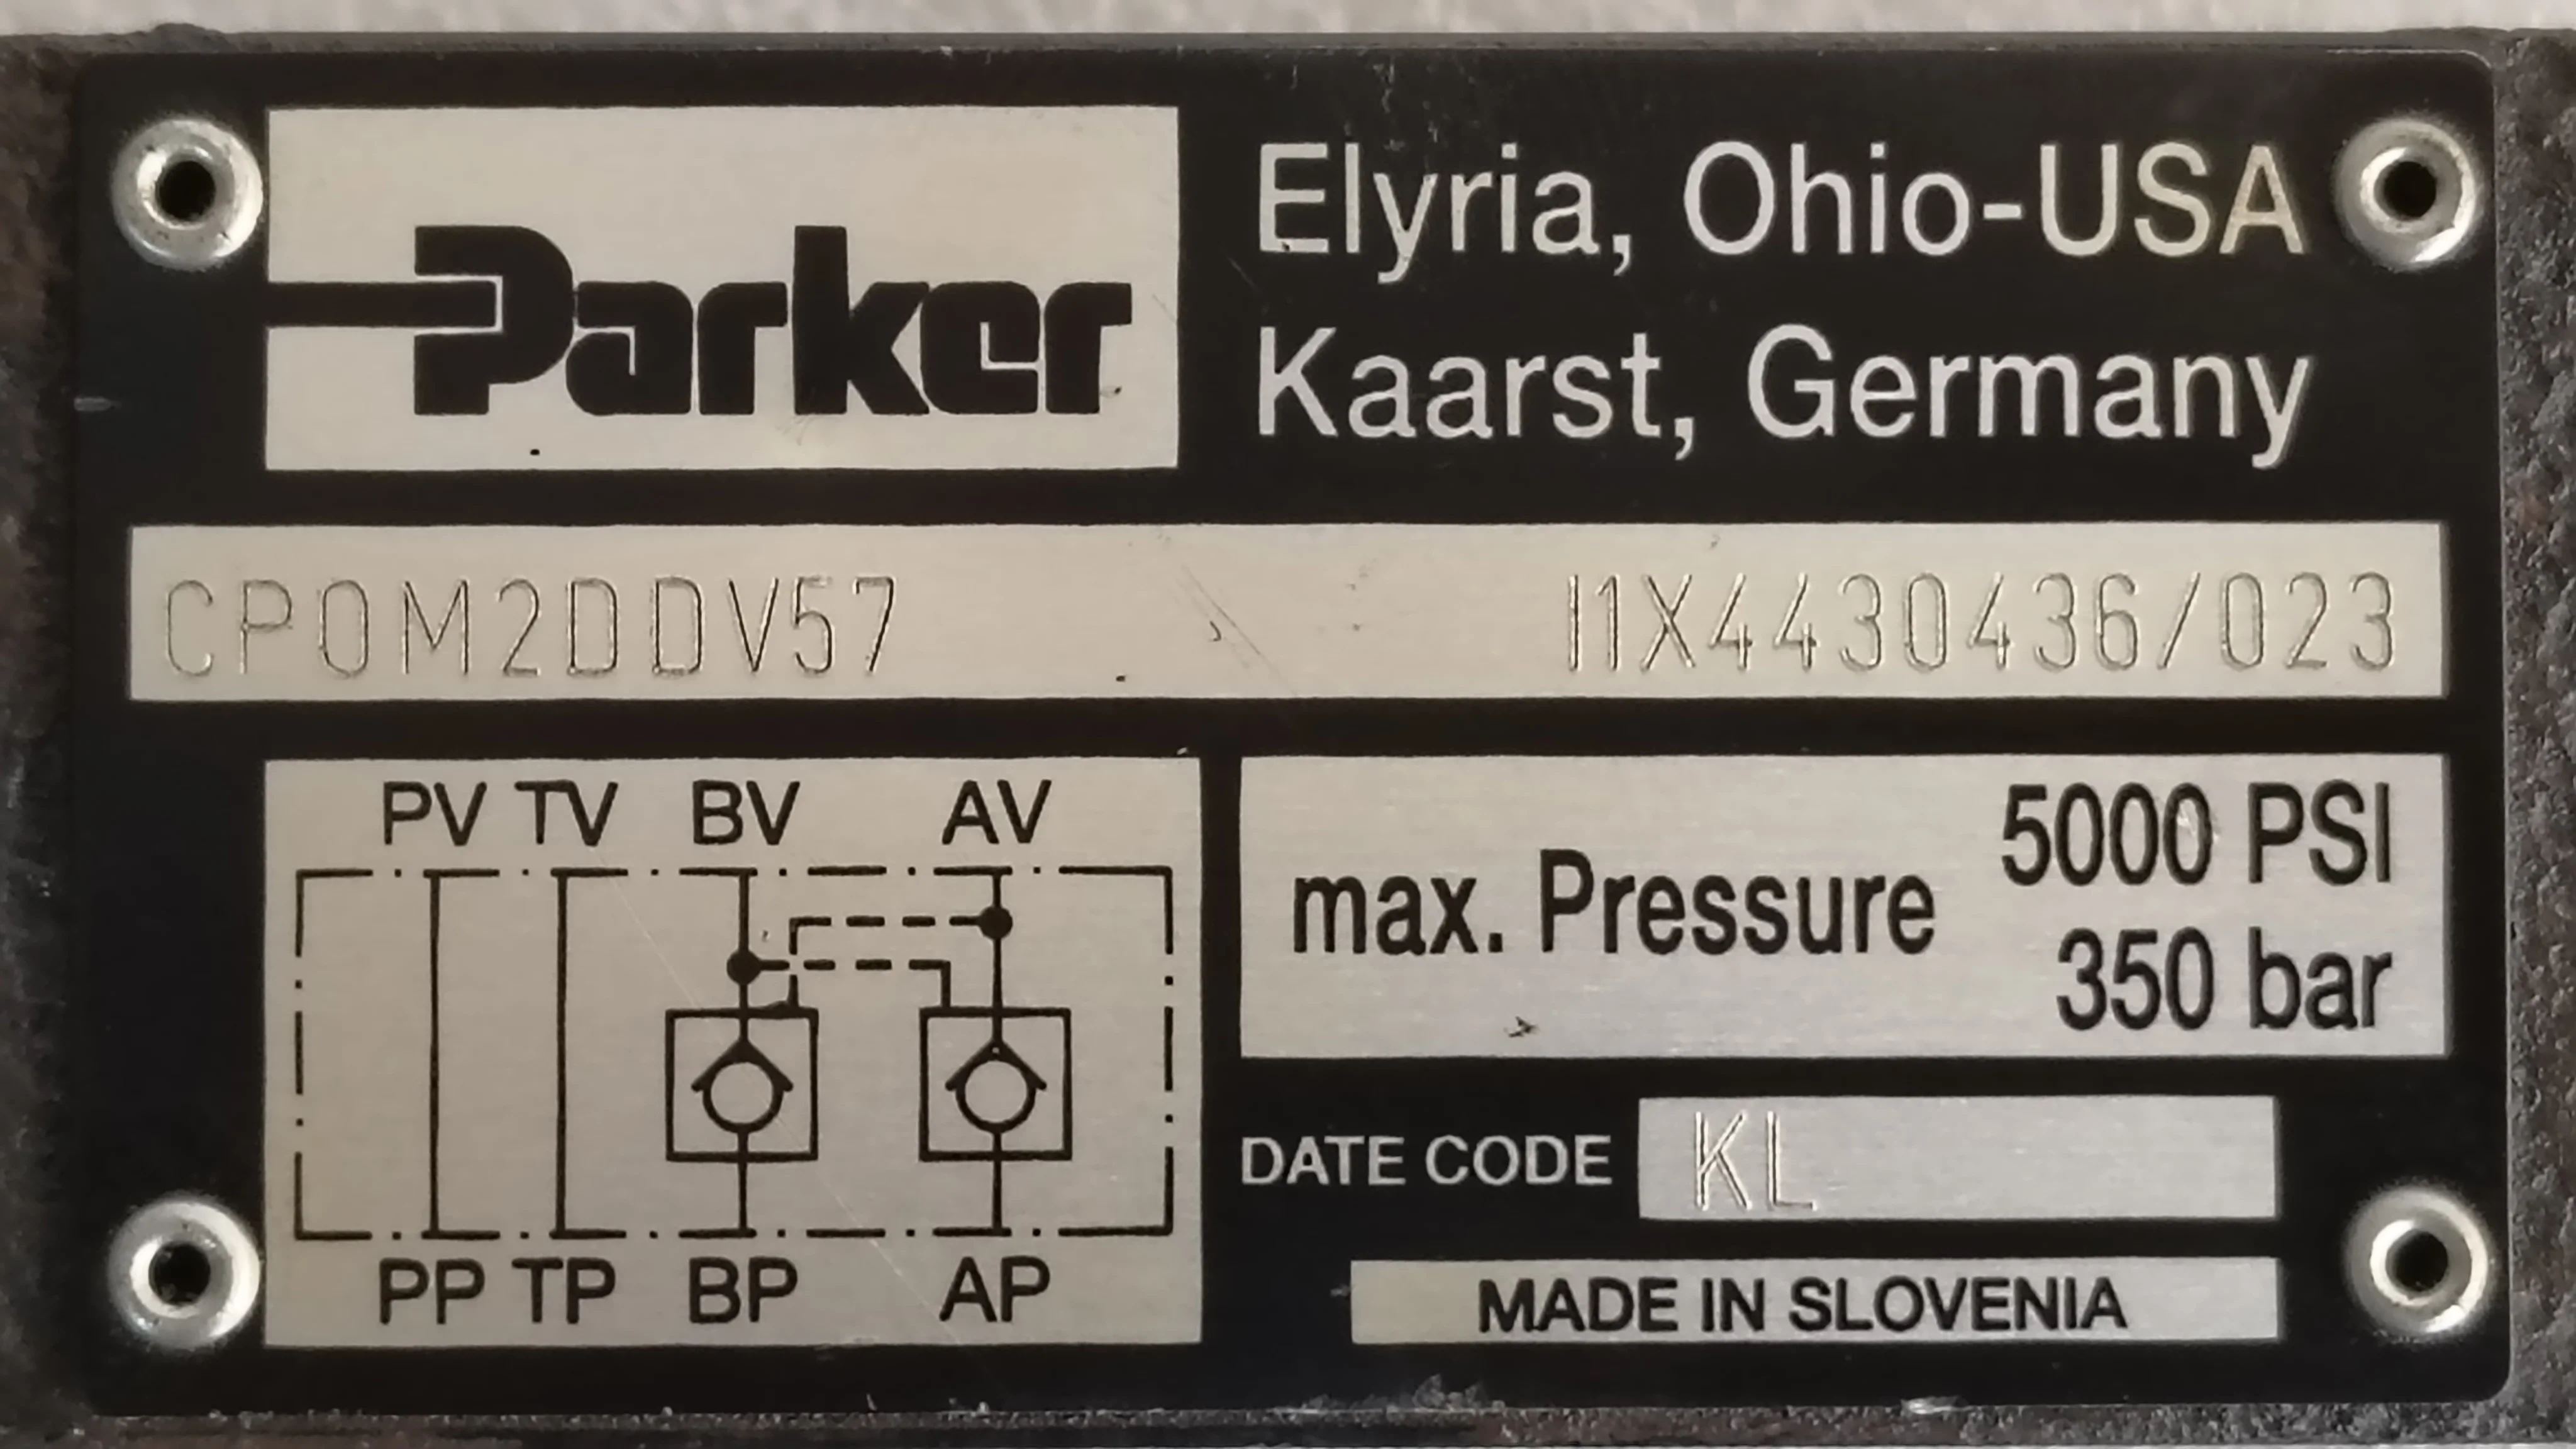 Parker
Elyria, Ohio-USA
Kaarst, Germany
CPOM2DDV57 I1X4430436/023
PV TV BV AV
PP TP BP AP
max. Pressure
5000 PSI
350 bar
DATE CODE KL
MADE IN SLOVENIA